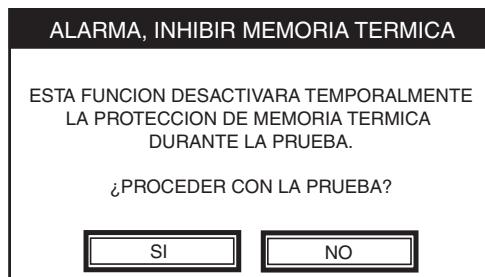 ALARMA, INHIBIR MEMORIA TERMICA
ESTA FUNCION DESACTIVARA TEMPORALMENTE
LA PROTECCION DE MEMORIA TERMICA
DURANTE LA PRUEBA.
¿PROCEDER CON LA PRUEBA?
SI
NO